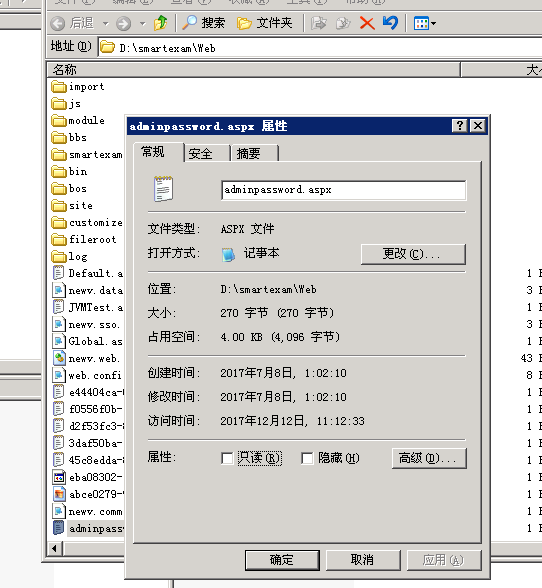 后退
搜索
文件夹
地址(D)
D:\smartexam\Web
名称
import
js
module
bbs
smartexam
bin
bos
site
customize
fileroot
log
Default.a
newv.data
JVMTest.a
newv.sso.
Global.as
newv.web.
web.confi
e44404ca-
f0556f0b-
d2f53fc3-8
3daf50ba-
45c8edda-8
eba08302-
abce0279-9
newv.comm
adminpassw
1
3
1
3
1
43
8
1
1
1
1
1
1
1
1
1
adminpassword.aspx 属性
常规
安全
摘要
adminpassword.aspx
文件类型: ASPX 文件
打开方式: 记事本
更改(C)...
位置: D:\smartexam\Web
大小: 270 字节 (270 字节)
占用空间: 4.00 KB (4,096 字节)
创建时间: 2017年7月8日, 1:02:10
修改时间: 2017年7月8日, 1:02:10
访问时间: 2017年12月12日, 11:12:33
属性: 只读(R) 隐藏(H) 高级(D)...
确定
取消
应用(A)